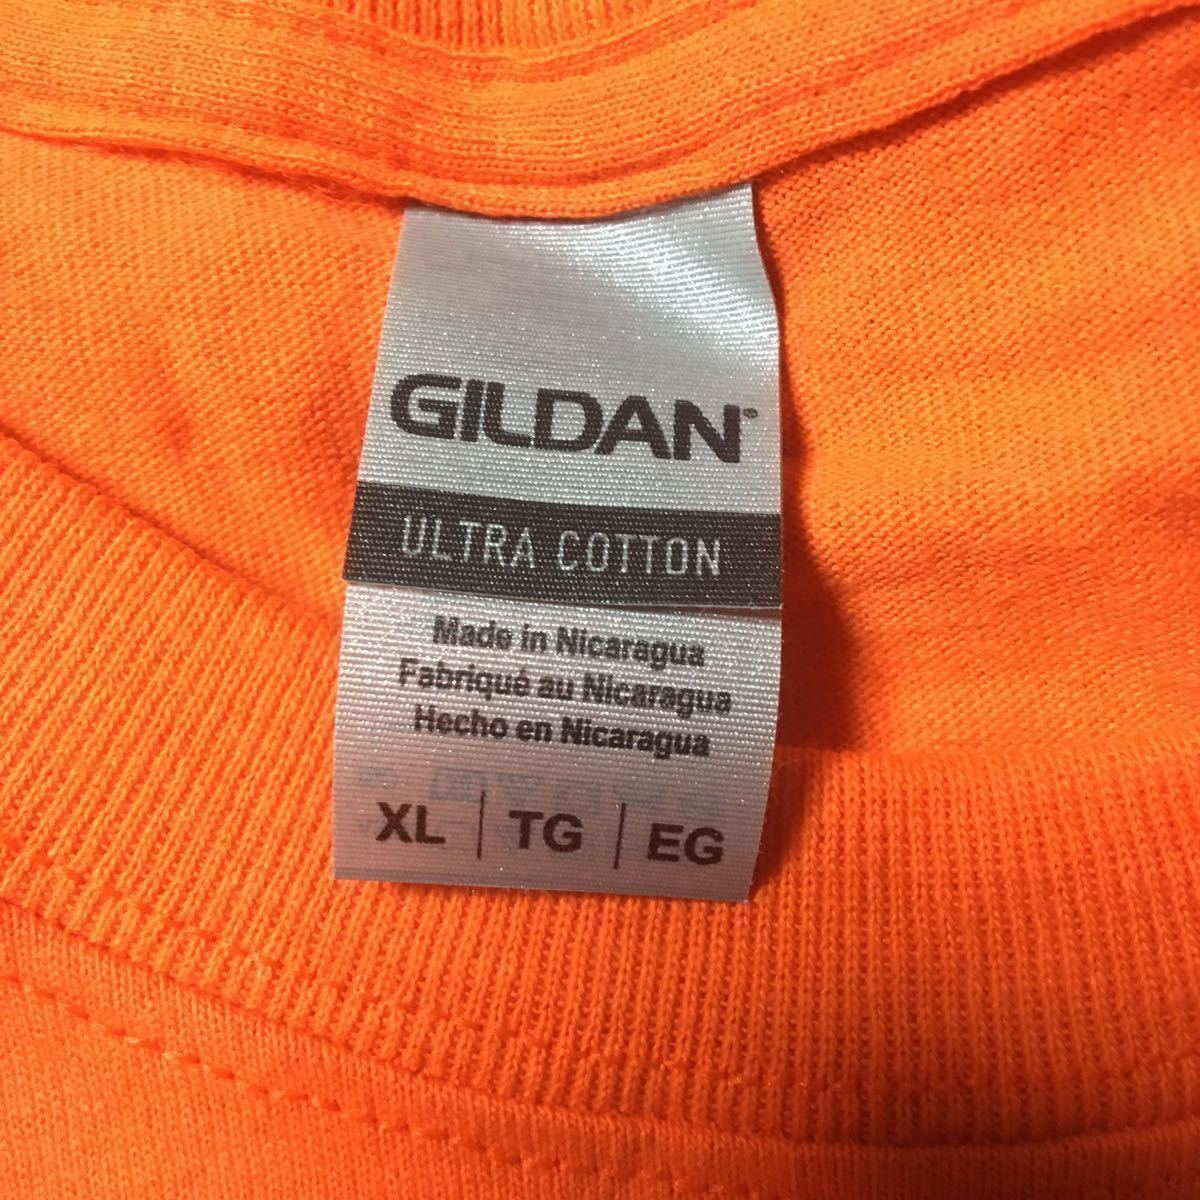 GILDAN®
ULTRA COTTON
Made in Nicaragua
Fabriqué au Nicaragua
Hecho en Nicaragua
XL | TG | EG